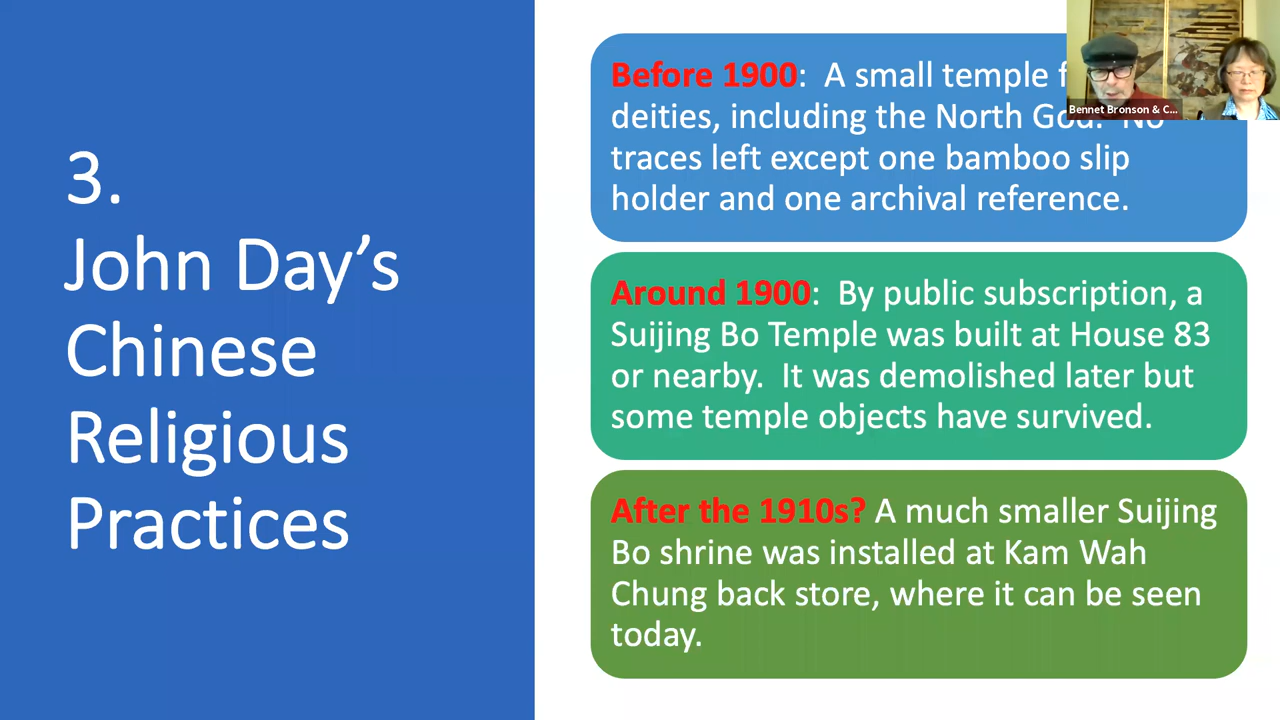 3.
John Day’s
Chinese
Religious
Practices
Before 1900: A small temple
deities, including the North God. No
traces left except one bamboo slip
holder and one archival reference.
Around 1900: By public subscription, a
Suijing Bo Temple was built at House 83
or nearby. It was demolished later but
some temple objects have survived.
After the 1910s? A much smaller Suijing
Bo shrine was installed at Kam Wah
Chung back store, where it can be seen
today.
Bennet Bronson & C...